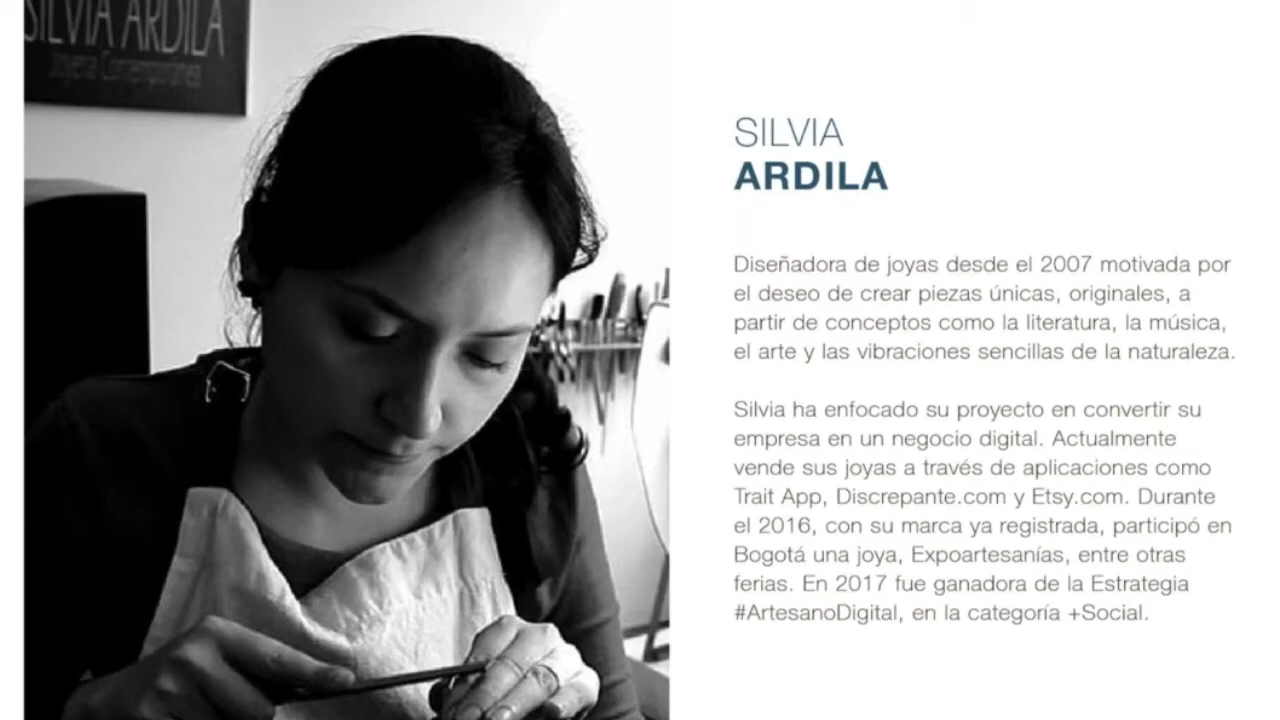 SILVIA ARDILA
Joyería Contemporánea
SILVIA
ARDILA
Diseñadora de joyas desde el 2007 motivada por
el deseo de crear piezas únicas, originales, a
partir de conceptos como la literatura, la música,
el arte y las vibraciones sencillas de la naturaleza.
Silvia ha enfocado su proyecto en convertir su
empresa en un negocio digital. Actualmente
vende sus joyas a través de aplicaciones como
Trait App, Discrepante.com y Etsy.com. Durante
el 2016, con su marca ya registrada, participó en
Bogotá una joya, Expoartesanías, entre otras
ferias. En 2017 fue ganadora de la Estrategia
#ArtesanoDigital, en la categoría +Social.